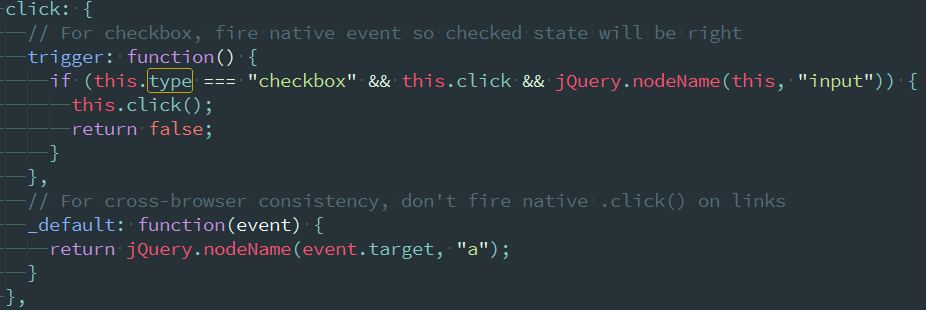 click: {
// For checkbox, fire native event so checked state will be right
trigger: function() {
if (this.type === "checkbox" && this.click && jQuery.nodeName(this, "input")) {
this.click();
return false;
}
},
// For cross-browser consistency, don't fire native .click() on links
_default: function(event) {
return jQuery.nodeName(event.target, "a");
}
},